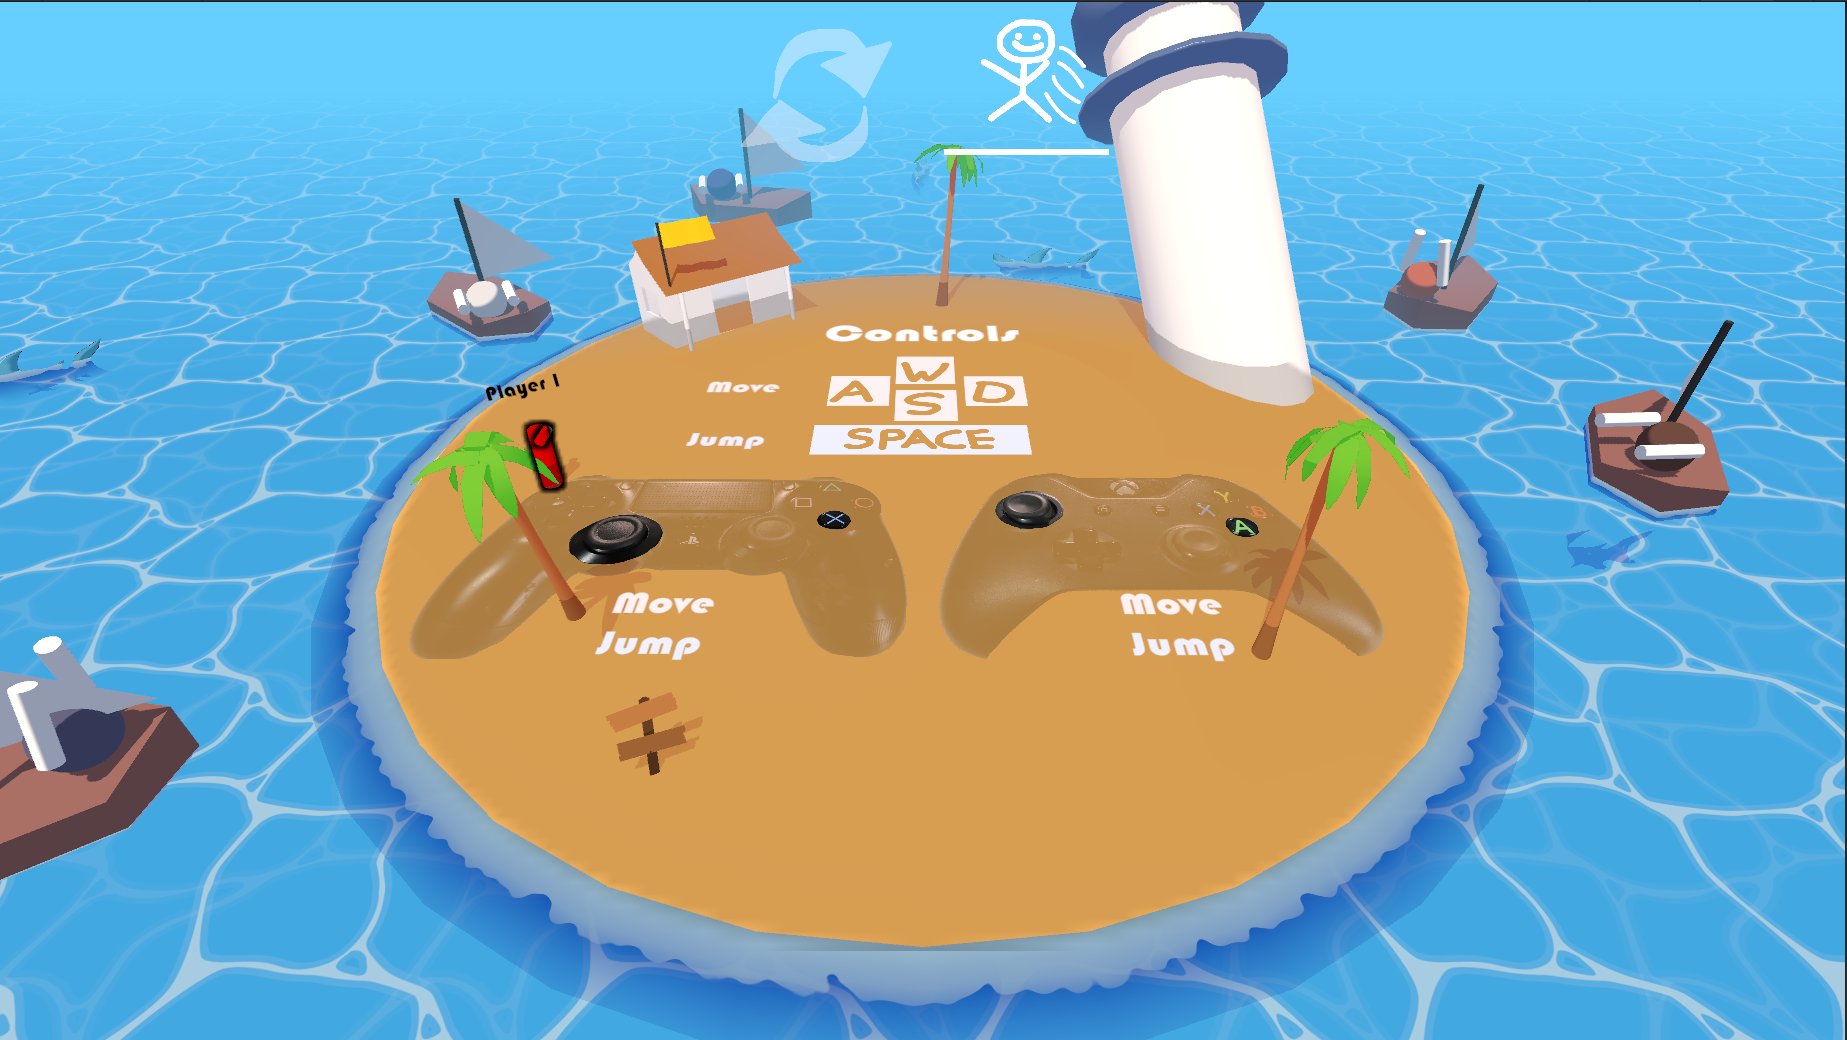 Controls
Move
W
A S D
Jump
SPACE
Player 1
Y
X
A
B
Move
Jump
Move
Jump